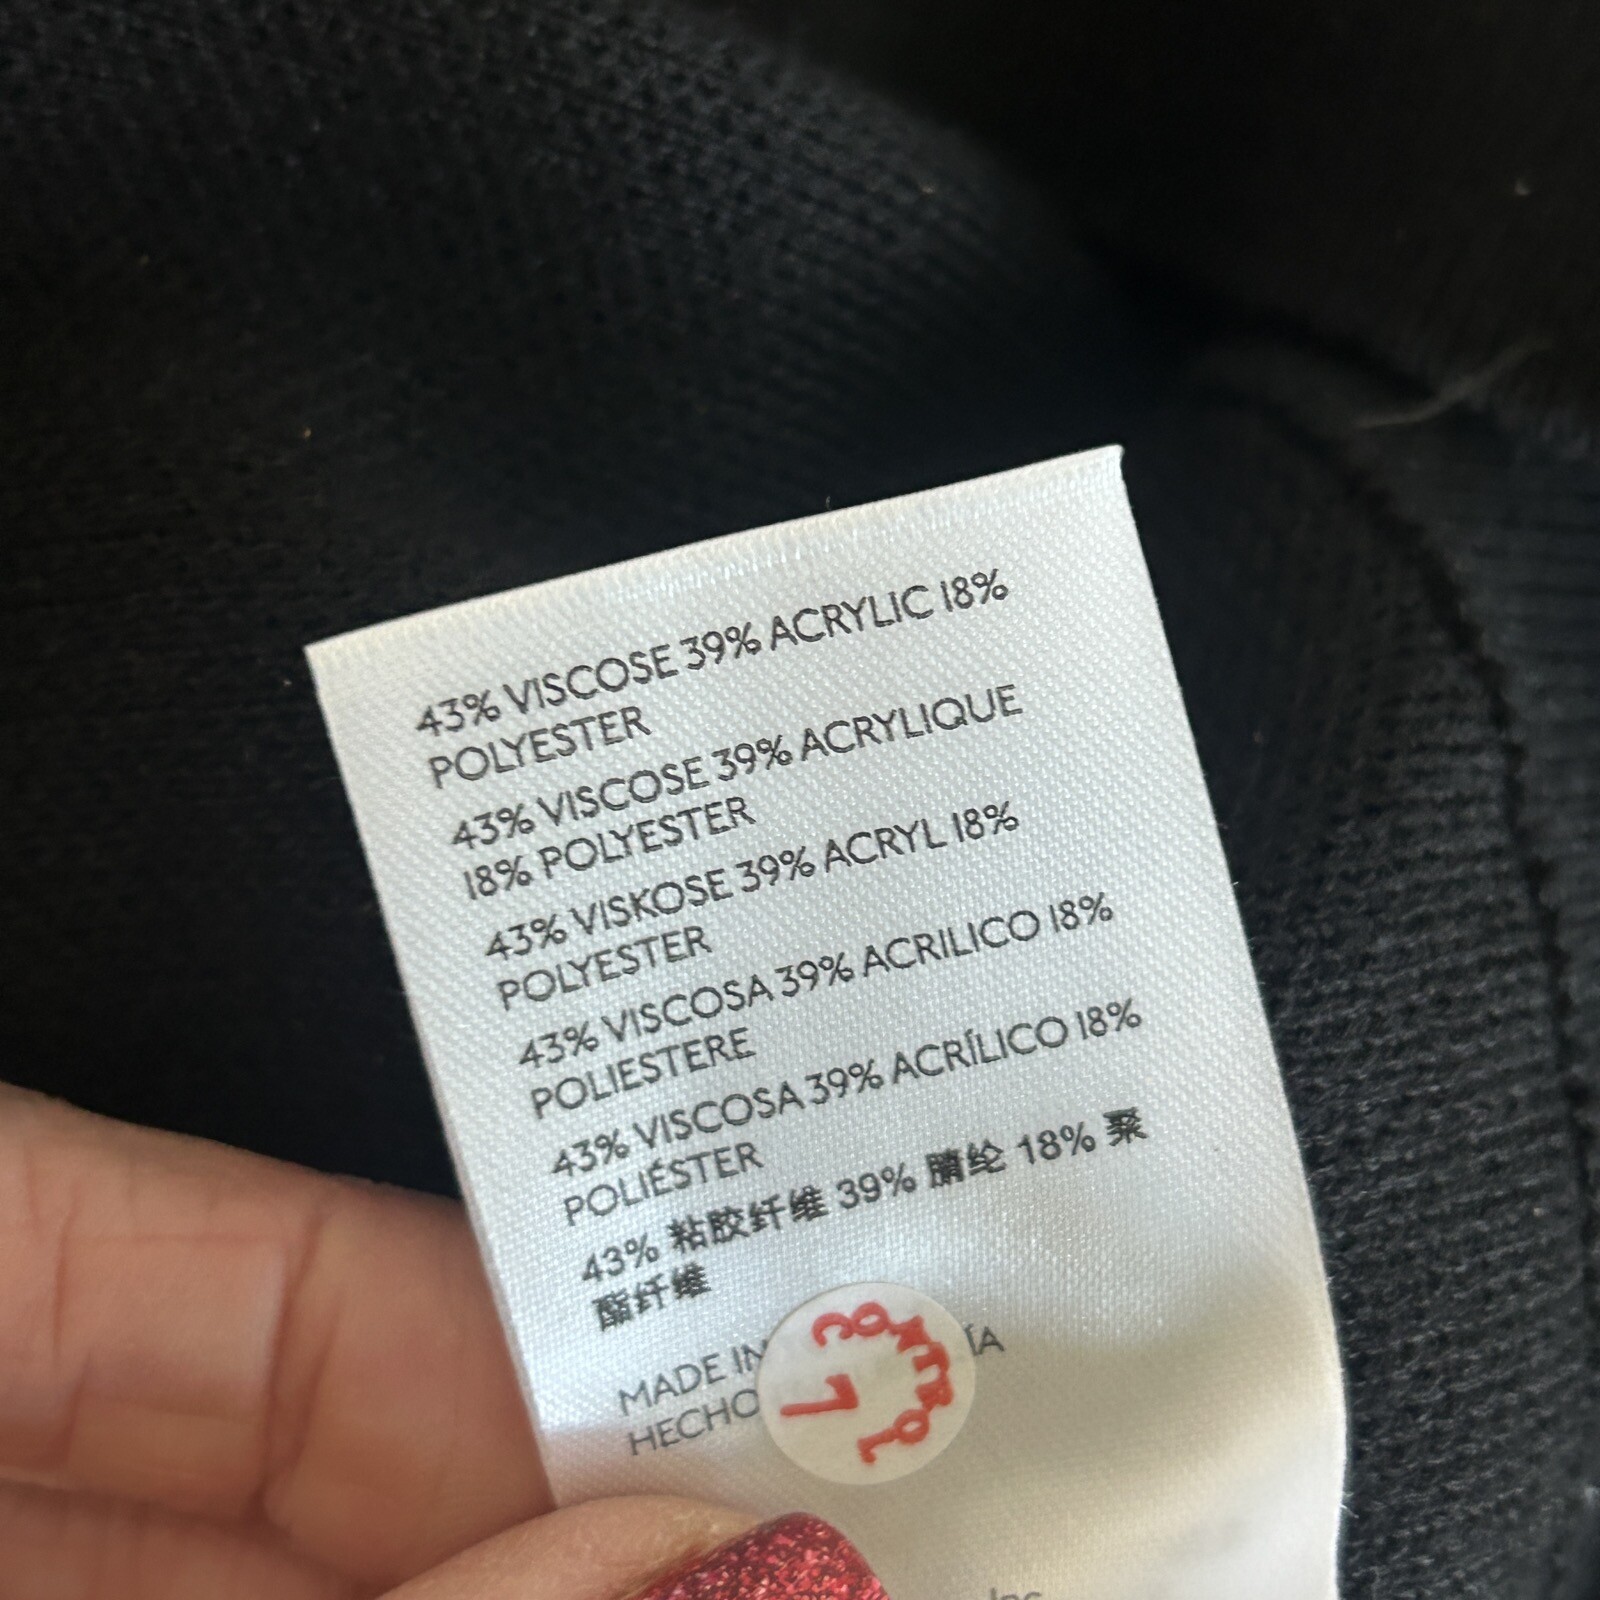 43% VISCOSE 39% ACRYLIC 18%
POLYESTER
43% VISCOSE 39% ACRYLIQUE
18% POLYESTER
43% VISKOSE 39% ACRYL 18%
POLYESTER
43% VISCOSA 39% ACRILICO 18%
POLIESTERE
43% VISCOSA 39% ACRÍLICO 18%
POLIÉSTER
43% 粘胶纤维 39% 腈纶 18% 聚
酯纤维
MADE IN
HECHO
CONTROL
7